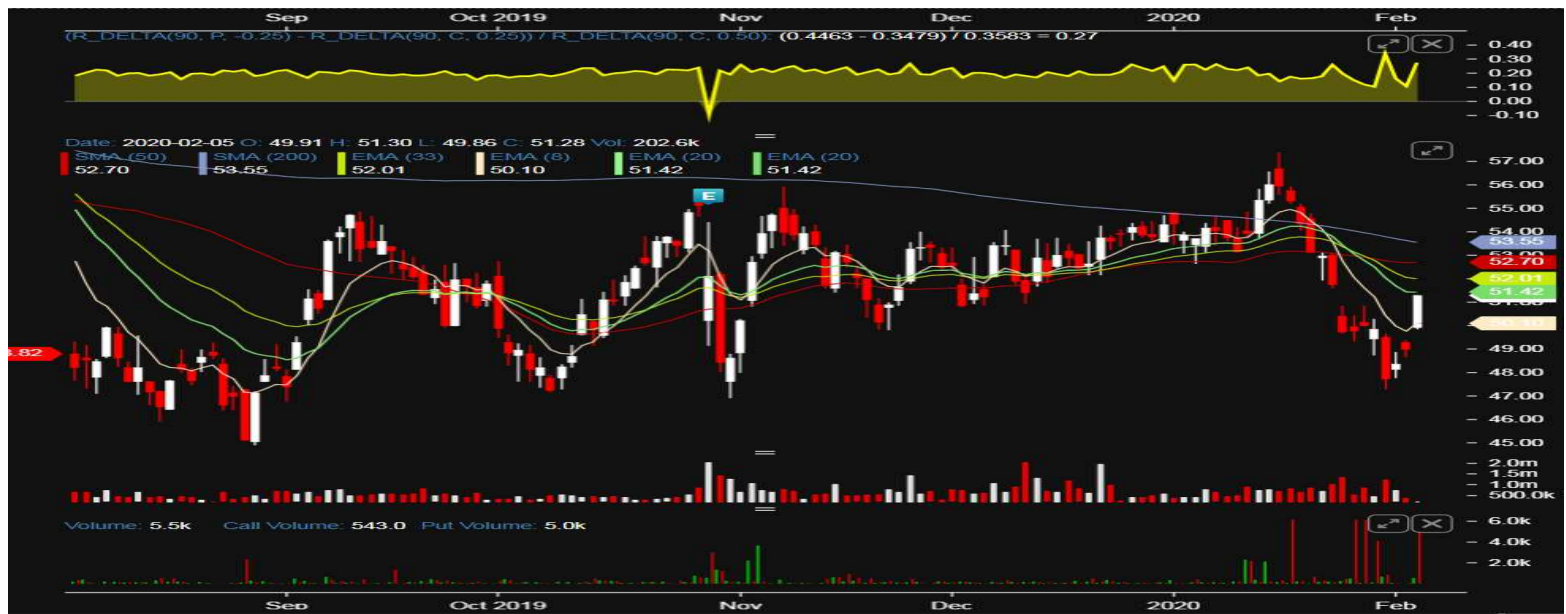 Sep Oct 2019 Nov Dec 2020 Feb
(R_DELTA(90, P, -0.25) - R_DELTA(90, C, 0.25)) / R_DELTA(90, C, 0.50): (0.4463 - 0.3479) / 0.3583 = 0.27
0.40
0.30
0.20
0.10
0.00
-0.10
Date: 2020-02-05 O: 49.91 H: 51.30 L: 49.86 C: 51.28 Vol: 202.6k
SMA (50) SMA (200) EMA (33) EMA (8) EMA (20) EMA (20)
52.70 53.55 52.01 50.10 51.42 51.42
E
57.00
56.00
55.00
54.00
53.55
52.70
52.01
51.42
50.10
49.00
48.00
47.00
46.00
45.00
2.0m
1.5m
1.0m
500.0k
Volume: 5.5k Call Volume: 543.0 Put Volume: 5.0k
6.0k
4.0k
2.0k
Sep Oct 2019 Nov Dec 2020 Feb